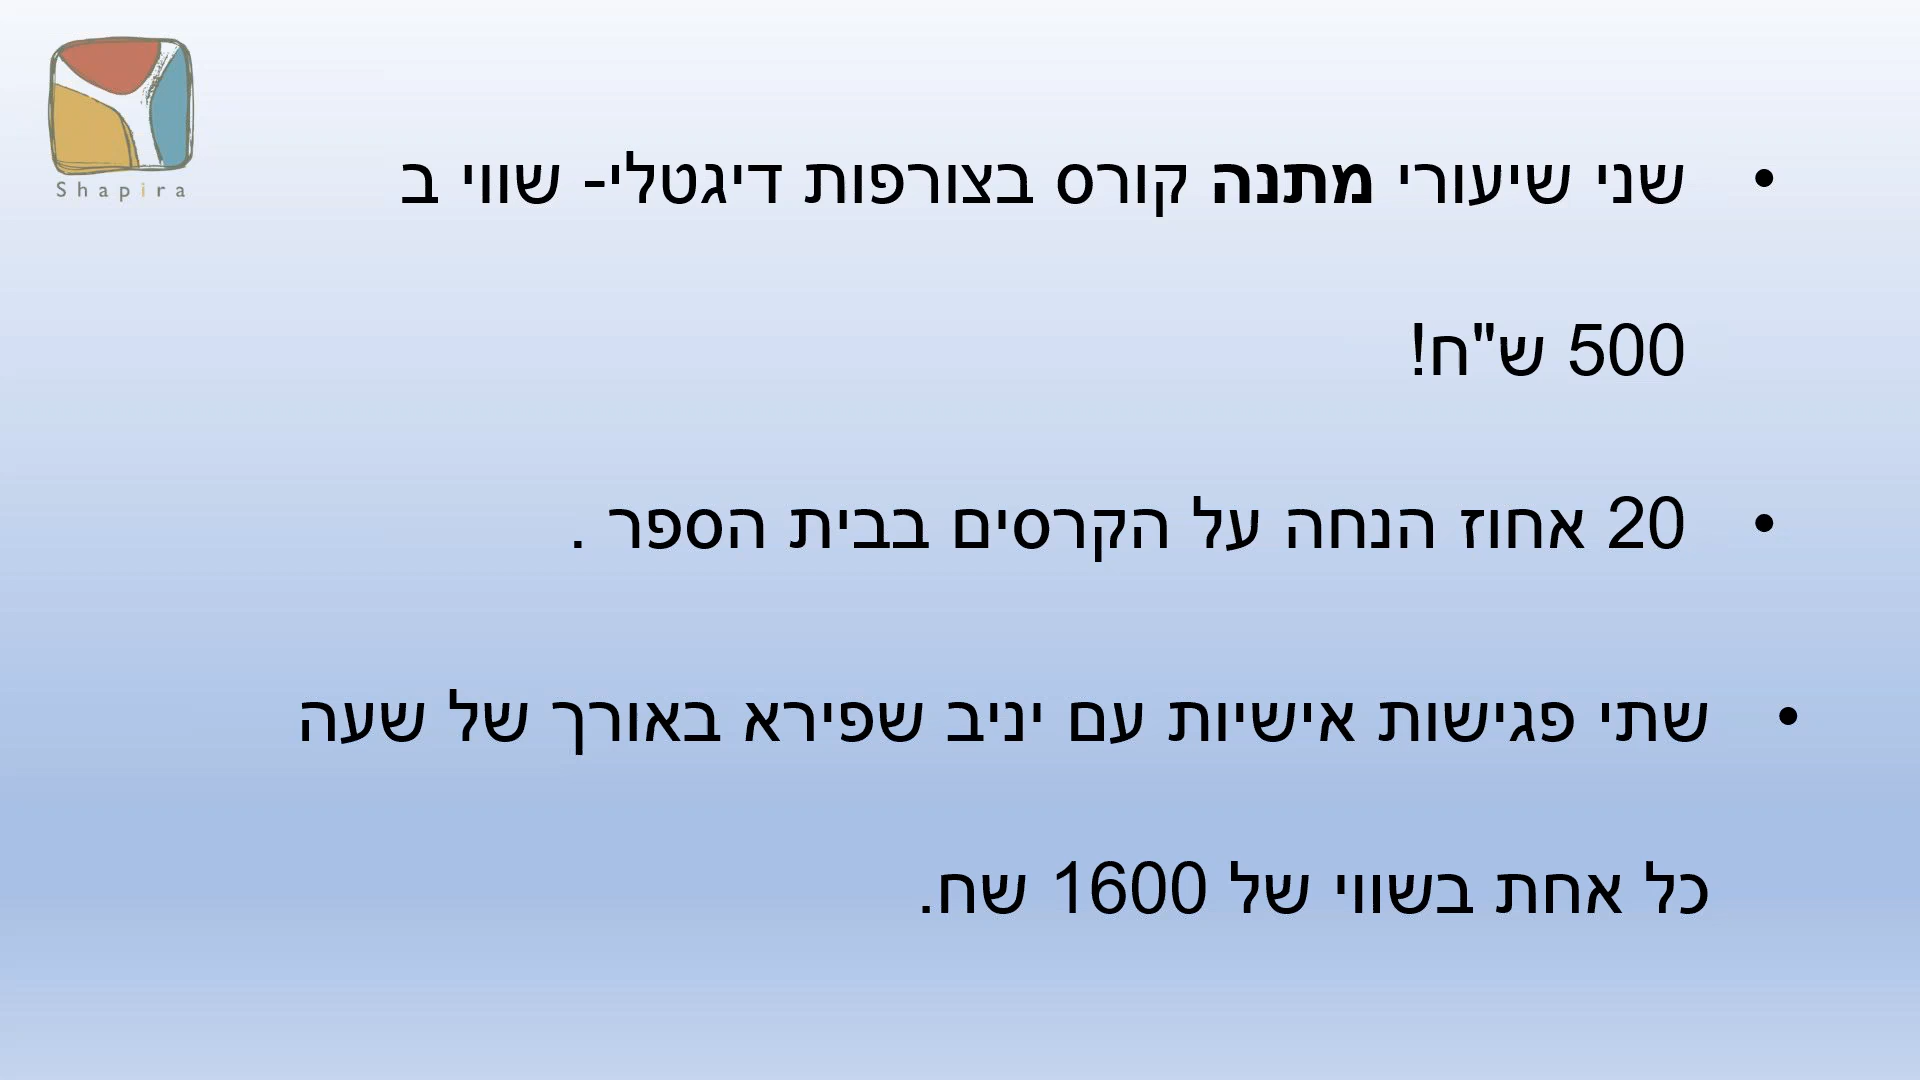 Shapira
• שני שיעורי מתנה קורס בצורפות דיגטלי- שווי ב
500 ש"ח!
• 20 אחוז הנחה על הקרסים בבית הספר .
• שתי פגישות אישיות עם יניב שפירא באורך של שעה
כל אחת בשווי של 1600 שח.